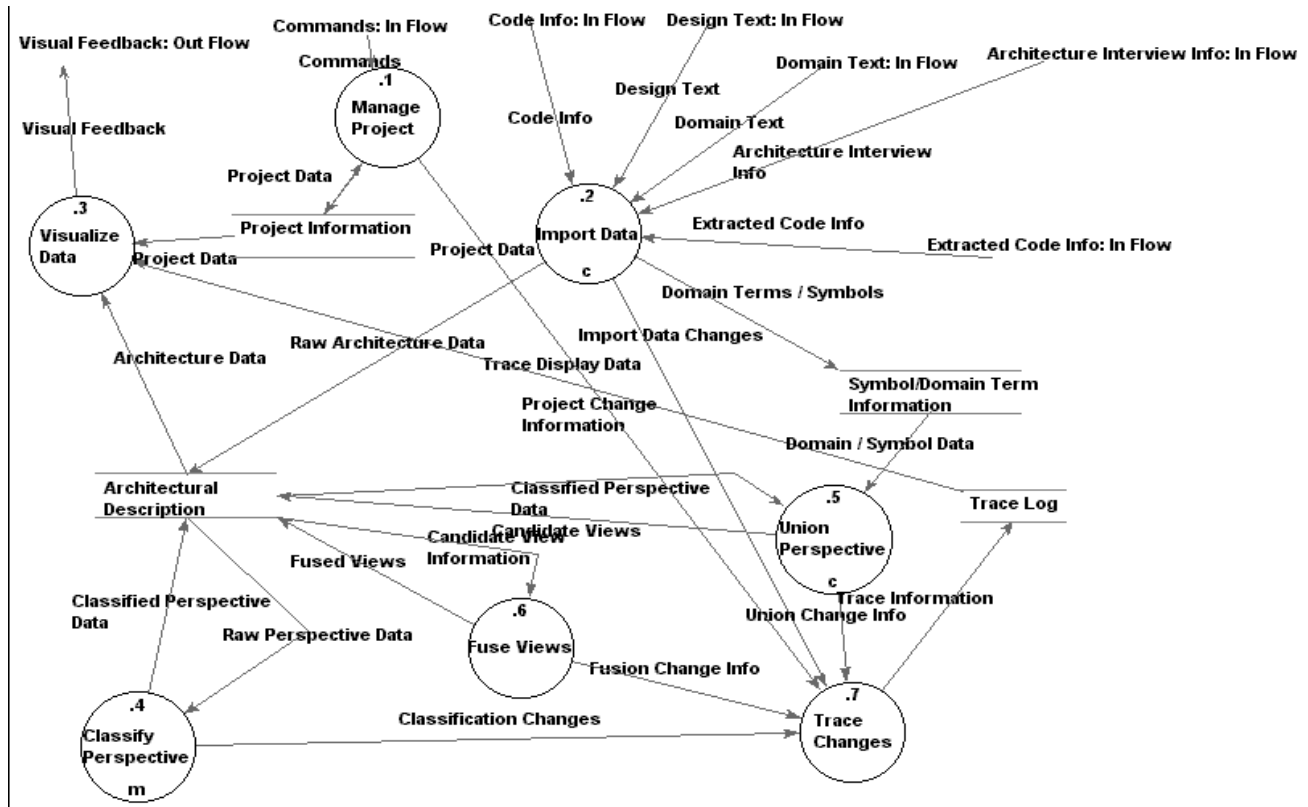 Visual Feedback: Out Flow
Commands: In Flow
Code Info: In Flow
Design Text: In Flow
Domain Text: In Flow
Architecture Interview Info: In Flow
Commands
.1
Manage
Project
Visual Feedback
Code Info
Design Text
Domain Text
Architecture Interview
Info
Project Data
.3
Visualize
Data
Project Information
Project Data
Project Data
.2
Import Data
c
Extracted Code Info
Extracted Code Info: In Flow
Domain Terms / Symbols
Architecture Data
Raw Architecture Data
Import Data Changes
Trace Display Data
Symbol/Domain Term
Information
Project Change
Information
Domain / Symbol Data
Architectural
Description
Classified Perspective
Data
Candidate Views
.5
Union
Perspective
c
Trace Log
Candidate View
Information
Fused Views
Classified Perspective
Data
Raw Perspective Data
.6
Fuse Views
Trace Information
Union Change Info
Fusion Change Info
.4
Classify
Perspective
m
Classification Changes
.7
Trace
Changes